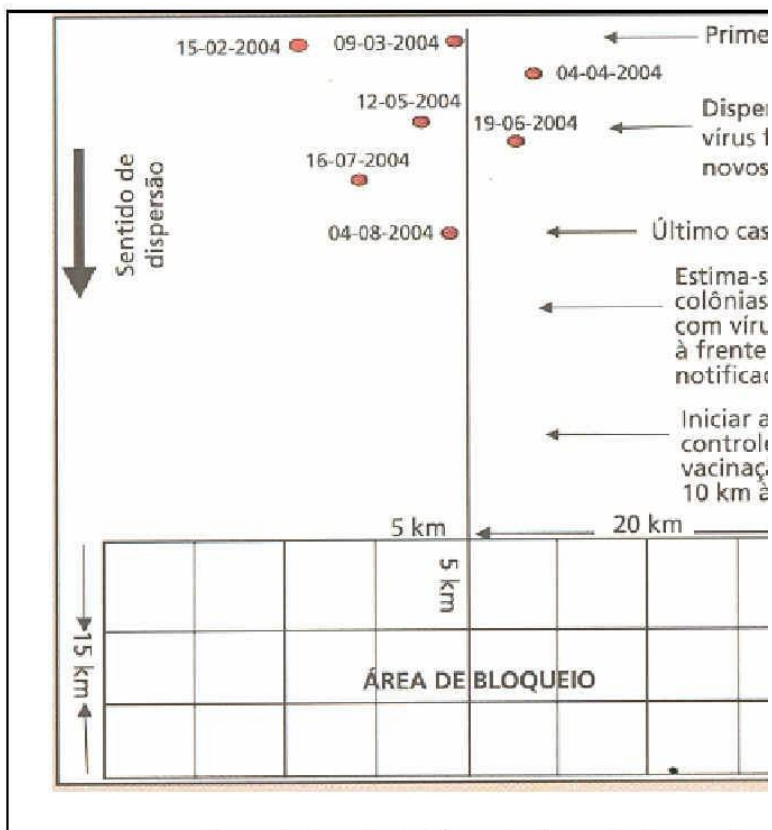 15-02-2004
09-03-2004
04-04-2004
12-05-2004
19-06-2004
16-07-2004
04-08-2004
Sentido de
dispersão
Prime
Disper
vírus f
novos
Último cas
Estima-s
colônias
com víru
à frente
notificad
Iniciar a
controle
vacinaçã
10 km à
5 km
20 km
5 km
15 km
ÁREA DE BLOQUEIO